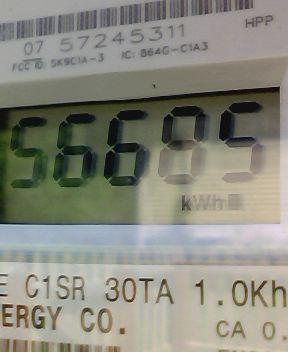 HPP
07 57245311
FCC ID: SK9C1A-3 IC: 864G-C1A3
56685
kWh
E C1SR 30TA 1.0Kh
ERGY CO.
CA 0.